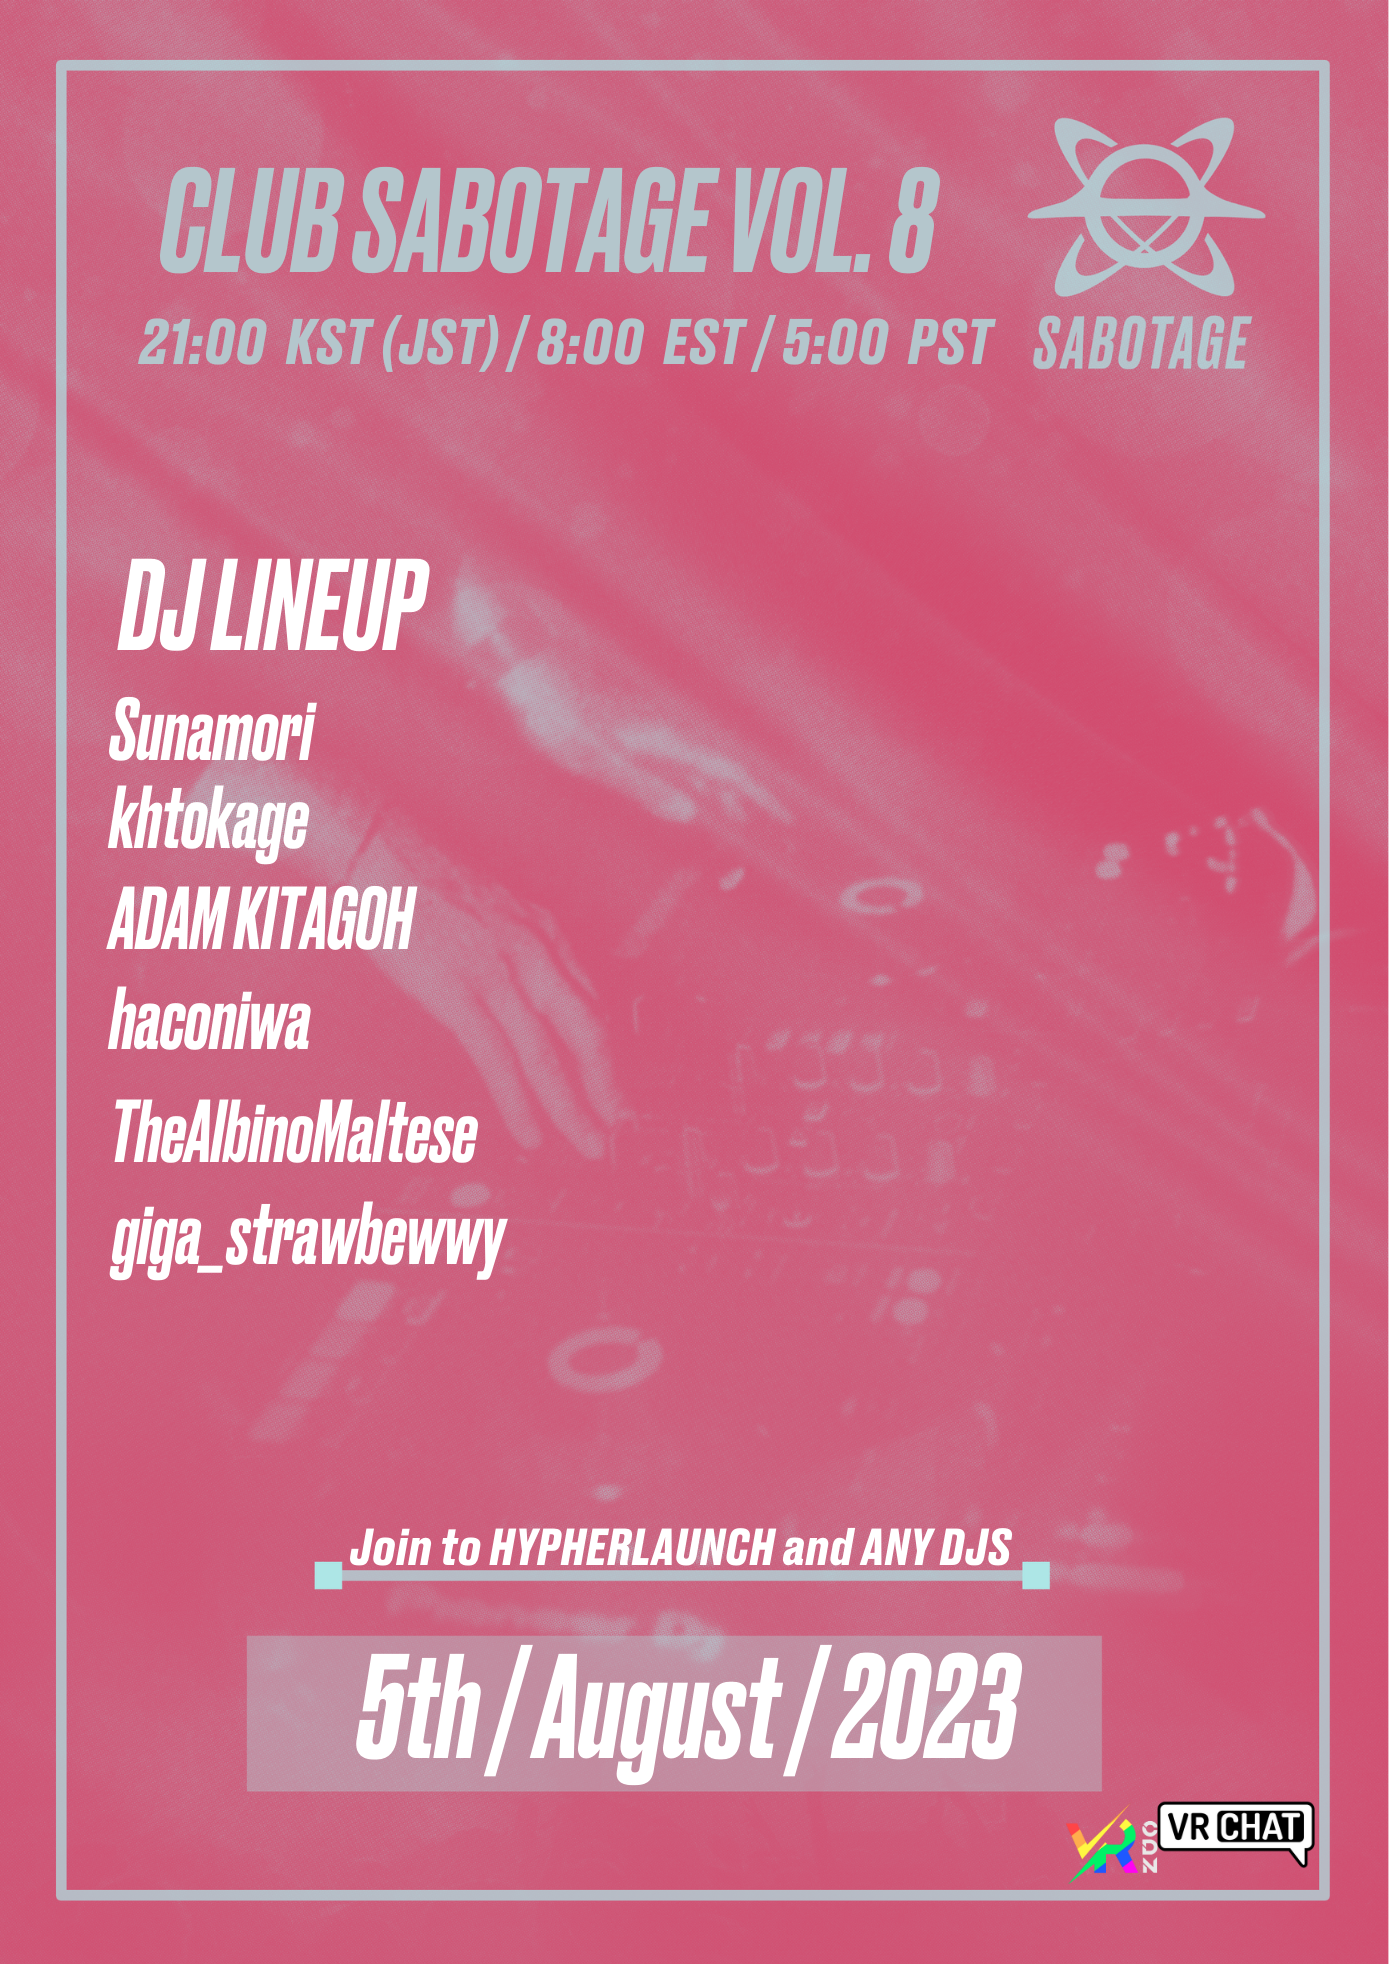 CLUB SABOTAGE VOL. 8
21:00 KST (JST) / 8:00 EST / 5:00 PST
SABOTAGE
DJ LINEUP
Sunamori
khtokage
ADAM KITAGOH
haconiwa
TheAlbinoMaltese
giga_strawbewwy
Join to HYPHERLAUNCH and ANY DJS
5th / August / 2023
VR
VR CHAT